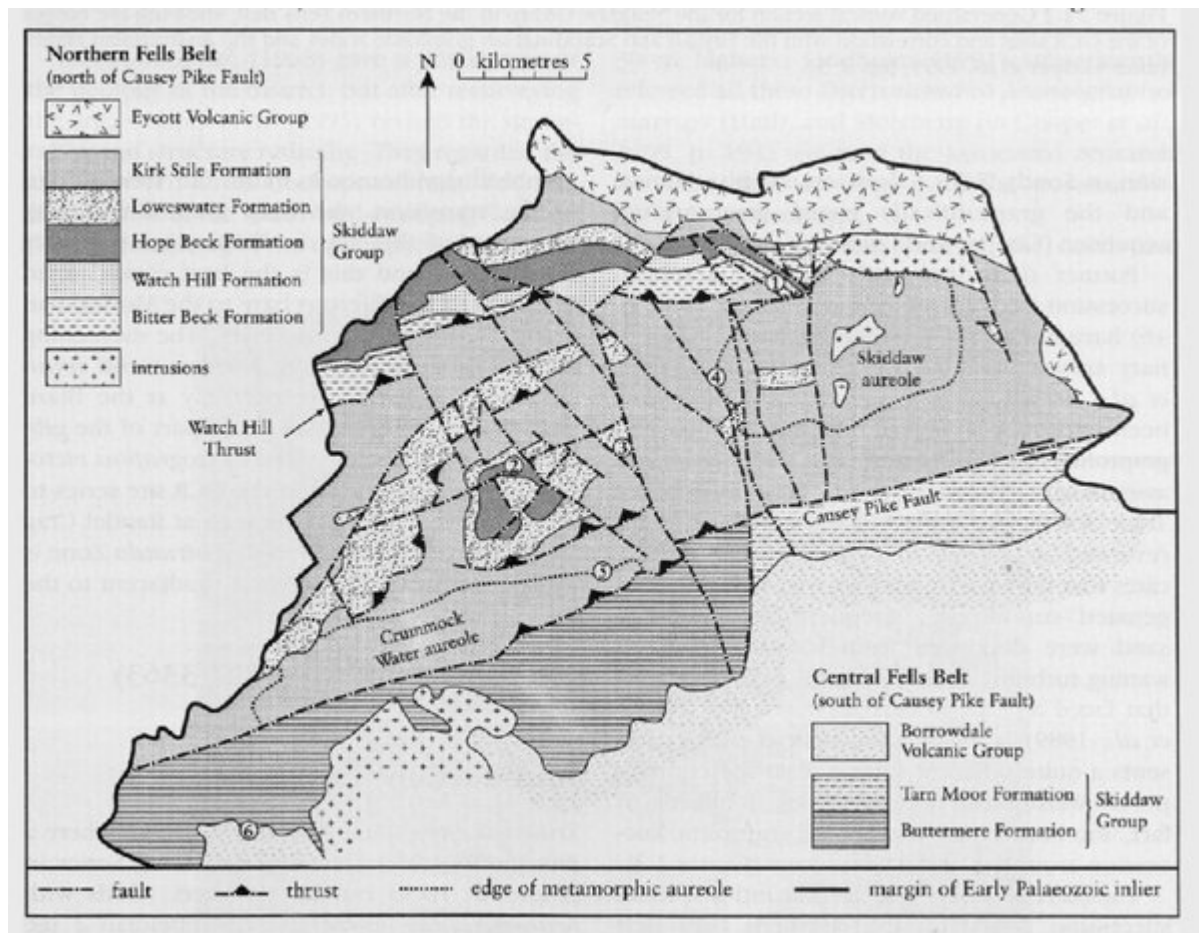 Northern Fells Belt
(north of Causey Pike Fault)
Eycott Volcanic Group
Kirk Stile Formation
Loweswater Formation
Hope Beck Formation
Watch Hill Formation
Bitter Beck Formation
Skiddaw
Group
intrusions
N 0 kilometres 5
1
Skiddaw
aureole
4
Watch Hill
Thrust
2
3
Causey Pike Fault
5
Crummock
Water aureole
6
Central Fells Belt
(south of Causey Pike Fault)
Borrowdale
Volcanic Group
Tarn Moor Formation
Buttermere Formation
Skiddaw
Group
fault
thrust
edge of metamorphic aureole
margin of Early Palaeozoic inlier